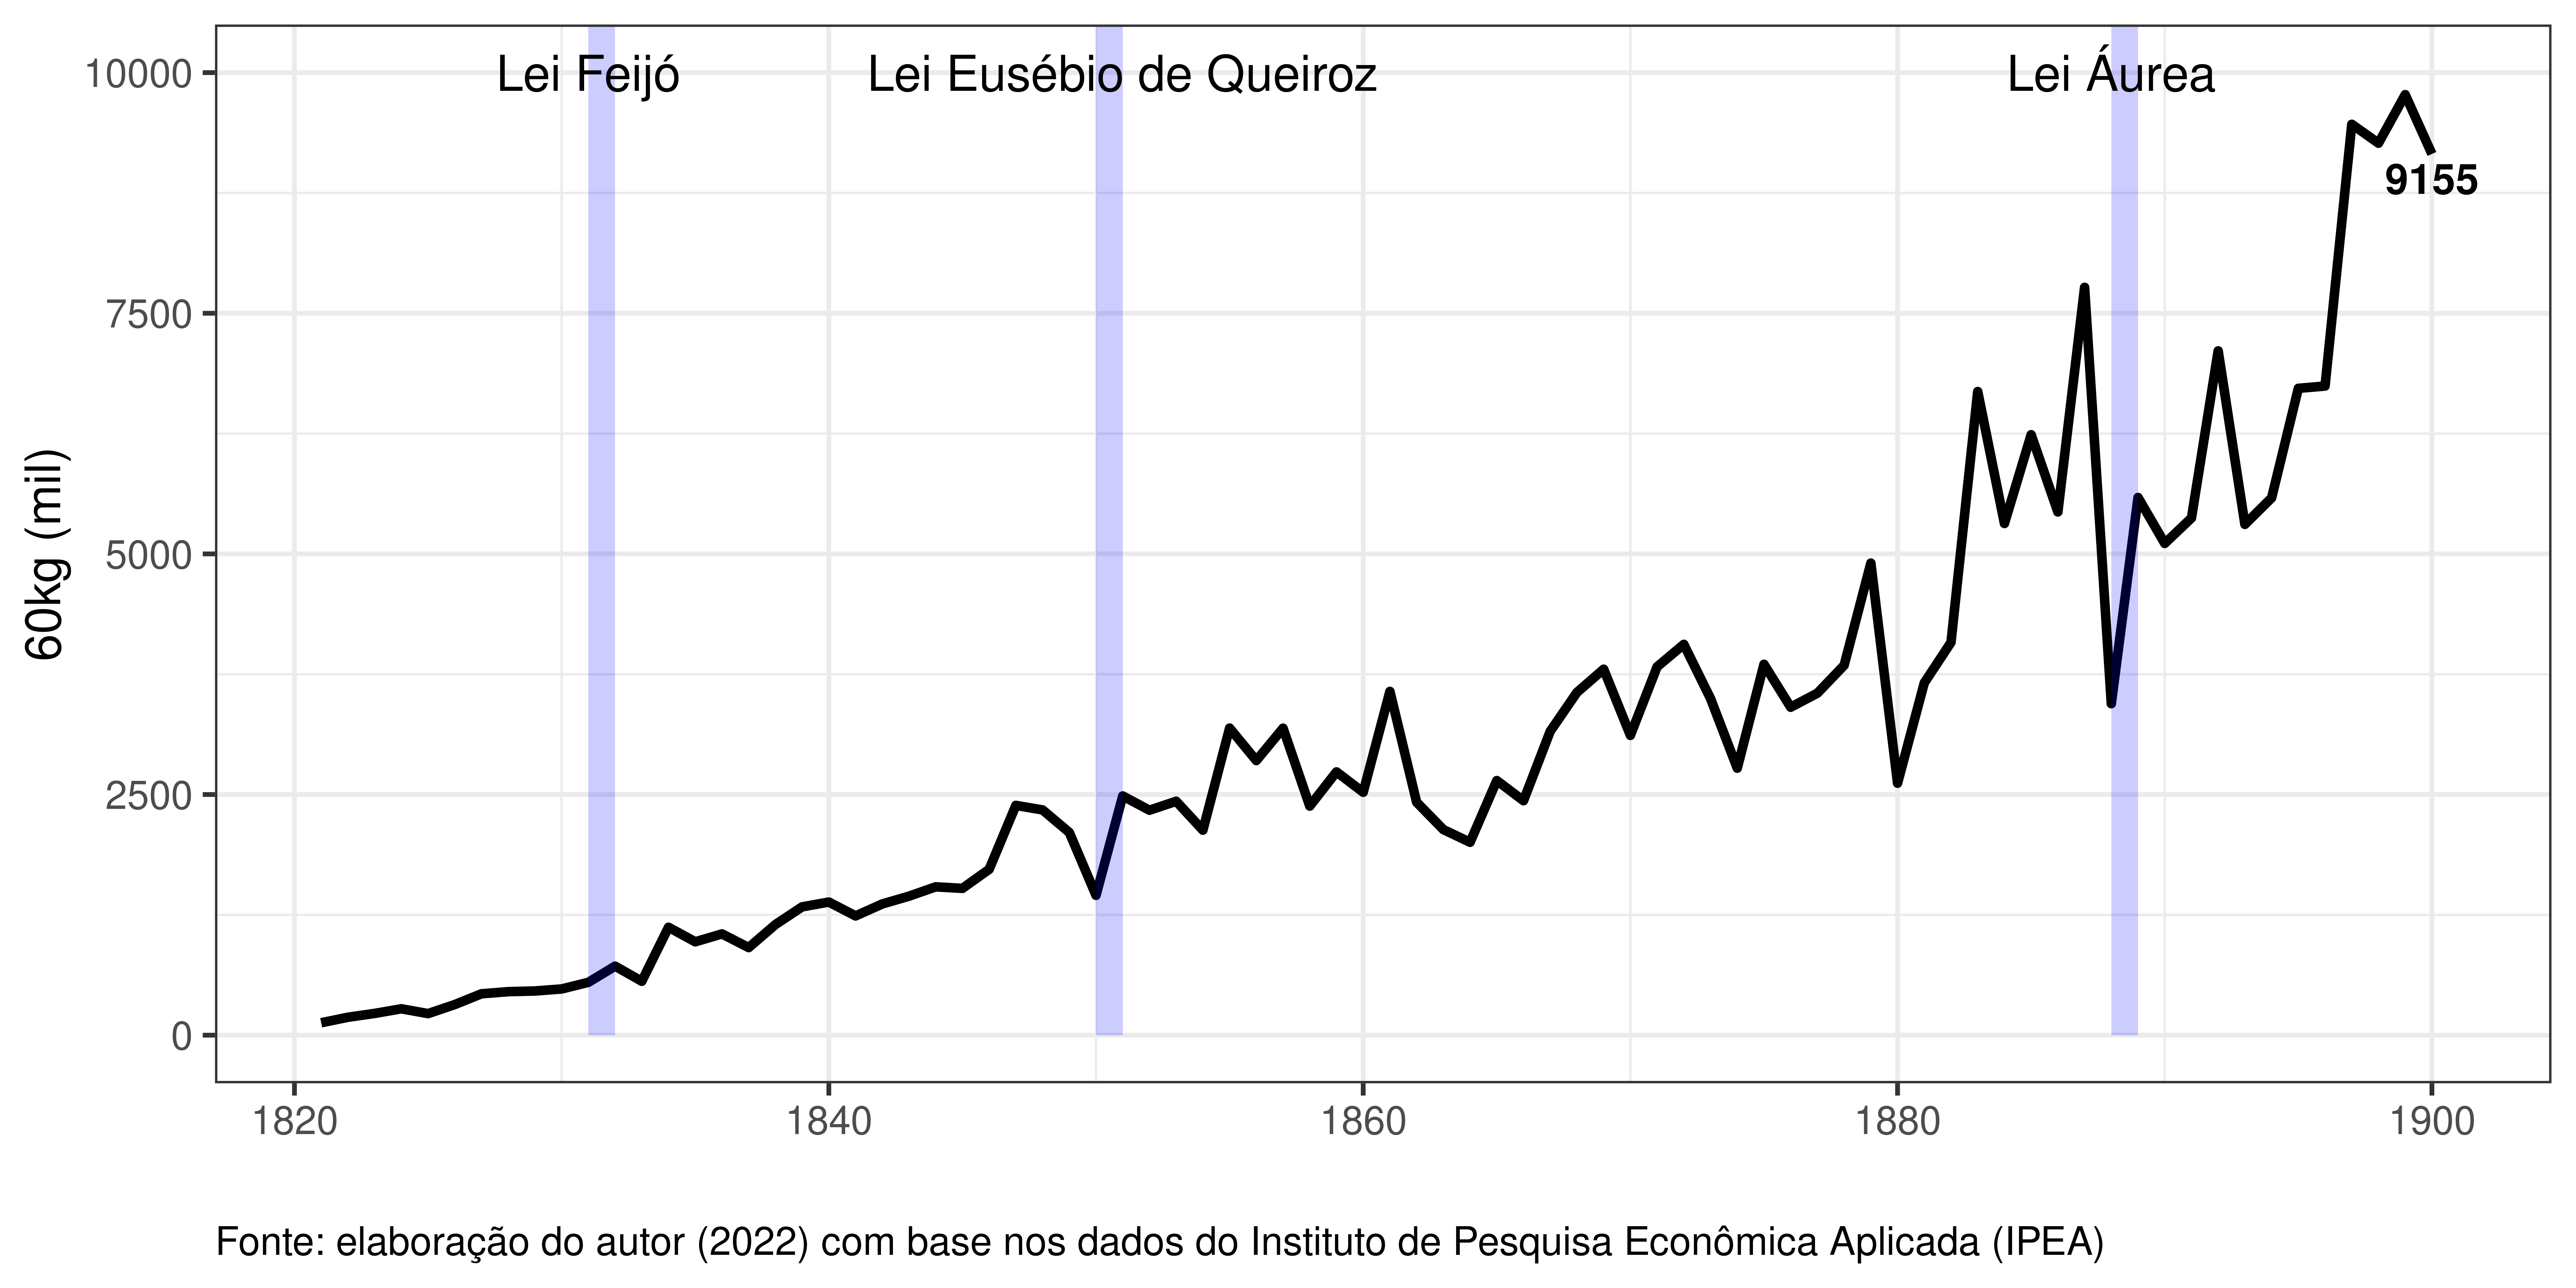 Lei Feijó
Lei Eusébio de Queiroz
Lei Áurea
10000
7500
5000
2500
0
60kg (mil)
9155
1820
1840
1860
1880
1900
Fonte: elaboração do autor (2022) com base nos dados do Instituto de Pesquisa Econômica Aplicada (IPEA)